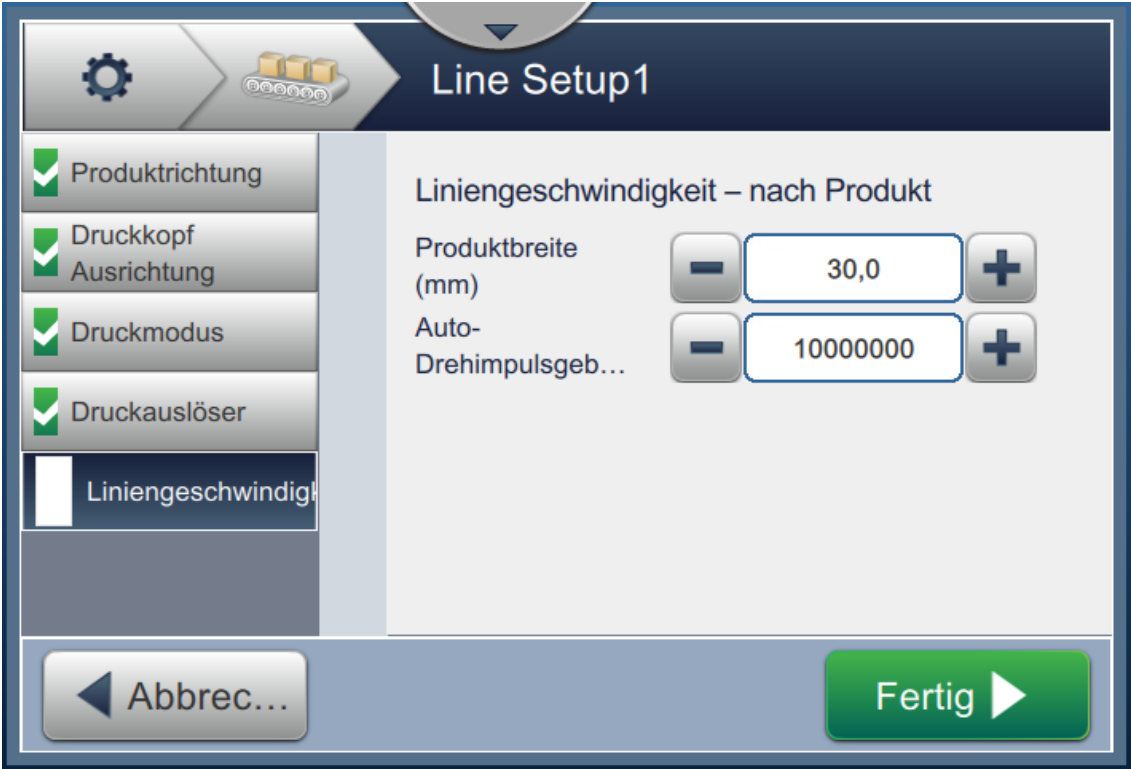 Line Setup1
Produktrichtung
Druckkopf
Ausrichtung
Druckmodus
Druckauslöser
Liniengeschwindigk
Liniengeschwindigkeit – nach Produkt
Produktbreite
(mm)
30,0
Auto-
Drehimpulsgeb…
10000000
Abbrec…
Fertig